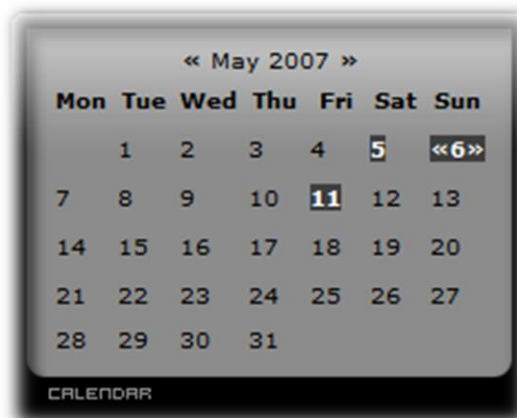 « May 2007 »
Mon Tue Wed Thu Fri Sat Sun
1 2 3 4 5 «6»
7 8 9 10 11 12 13
14 15 16 17 18 19 20
21 22 23 24 25 26 27
28 29 30 31
CALENDAR